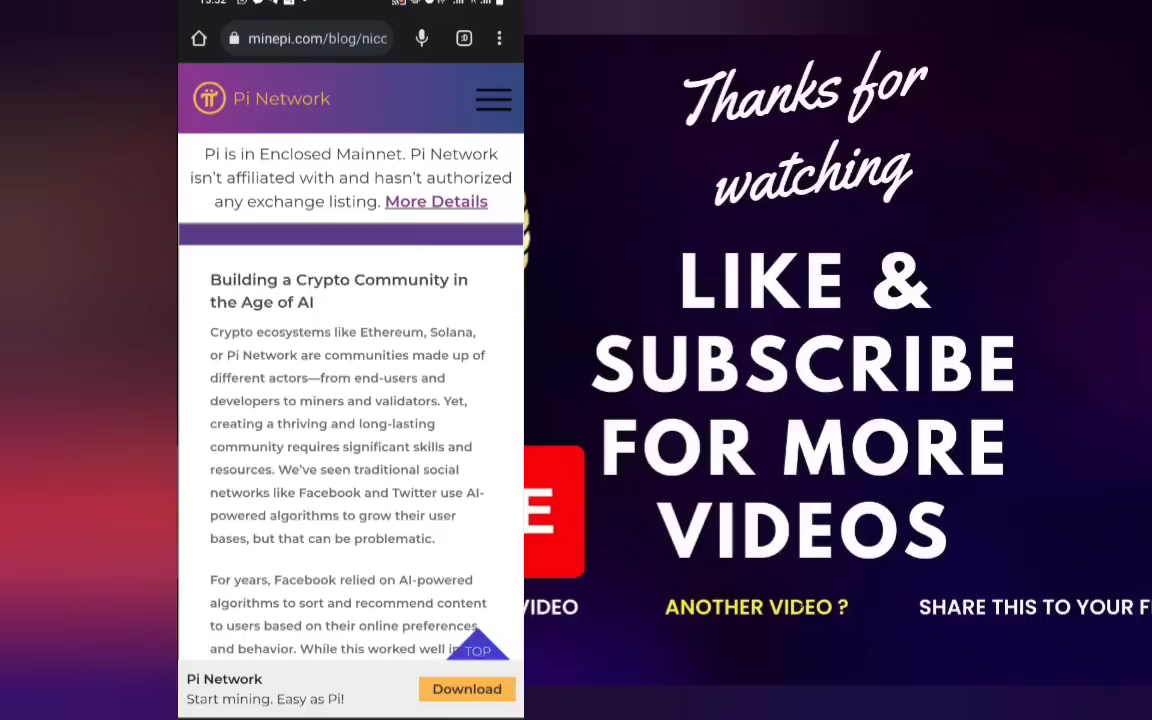 minepi.com/blog/nicc
Pi Network
Pi is in Enclosed Mainnet. Pi Network
isn't affiliated with and hasn't authorized
any exchange listing. More Details
Building a Crypto Community in
the Age of AI
Crypto ecosystems like Ethereum, Solana,
or Pi Network are communities made up of
different actors—from end-users and
developers to miners and validators. Yet,
creating a thriving and long-lasting
community requires significant skills and
resources. We've seen traditional social
networks like Facebook and Twitter use AI-
powered algorithms to grow their user
bases, but that can be problematic.
For years, Facebook relied on AI-powered
algorithms to sort and recommend content
to users based on their online preferences
and behavior. While this worked well
TOP
Pi Network
Start mining. Easy as Pi!
Download
Thanks for
watching
LIKE &
SUBSCRIBE
FOR MORE
VIDEOS
E
VIDEO
ANOTHER VIDEO ?
SHARE THIS TO YOUR